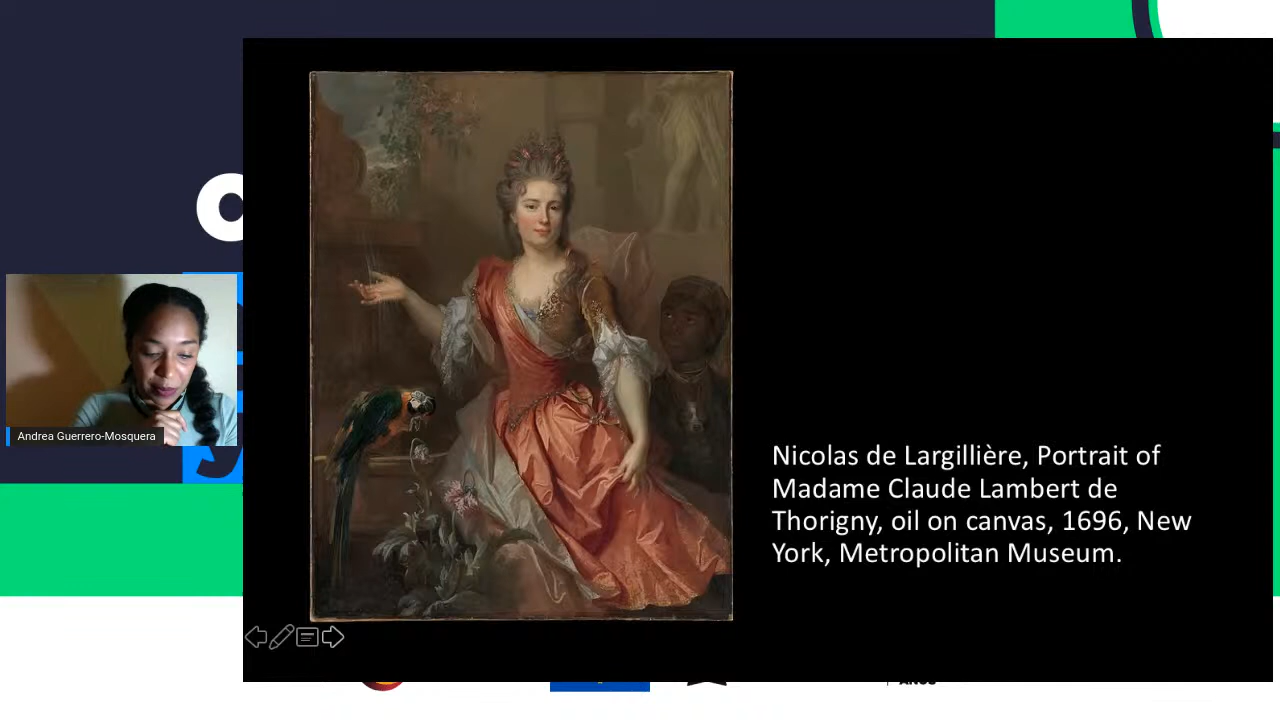 Andrea Guerrero-Mosquera
Nicolas de Largillière, Portrait of
Madame Claude Lambert de
Thorigny, oil on canvas, 1696, New
York, Metropolitan Museum.